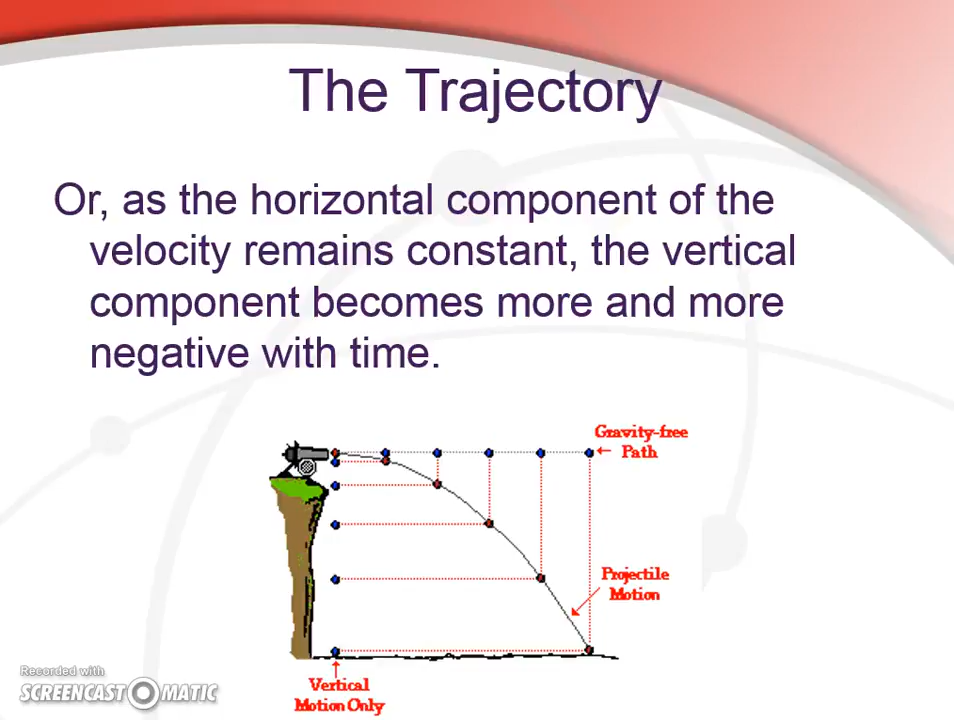 The Trajectory
Or, as the horizontal component of the
velocity remains constant, the vertical
component becomes more and more
negative with time.
Gravity-free
← Path
Projectile
Motion
Vertical
Motion Only
Recorded with
SCREENCAST-O-MATIC